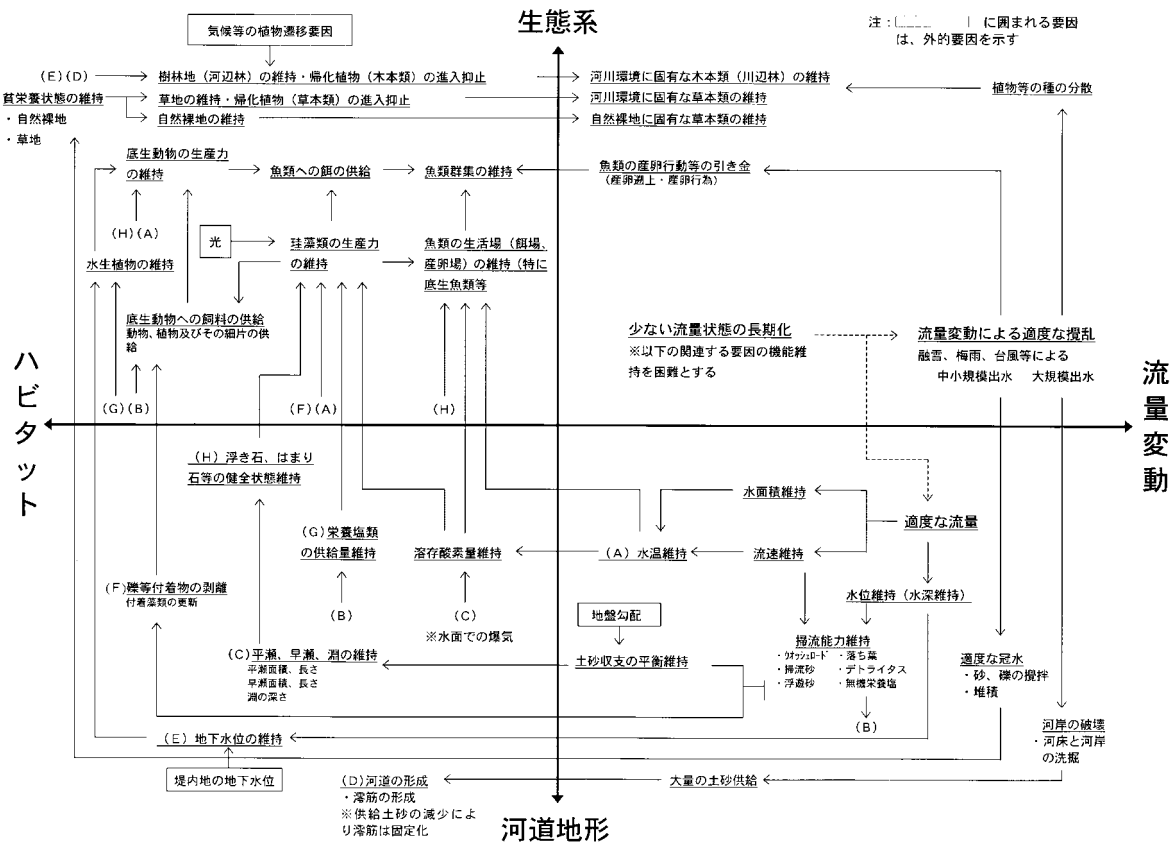 生態系
気候等の植物遷移要因
注:[　　　]に囲まれる要因
は、外的要因を示す
(E)(D)
樹林地(河辺林)の維持・帰化植物(木本類)の進入抑止
河川環境に固有な木本類(川辺林)の維持
植物等の種の分散
貧栄養状態の維持
・自然裸地
・草地
草地の維持・帰化植物(草本類)の進入抑止
河川環境に固有な草本類の維持
自然裸地の維持
自然裸地に固有な草本類の維持
底生動物の生産力
の維持
魚類への餌の供給
魚類群集の維持
魚類の産卵行動等の引き金
(産卵遡上・産卵行為)
(H)(A)
光
珪藻類の生産力
の維持
魚類の生活場(餌場、
産卵場)の維持(特に
底生魚類等
水生植物の維持
底生動物への飼料の供給
動物、植物及びその細片の供
給
少ない流量状態の長期化
※以下の関連する要因の機能維
持を困難とする
流量変動による適度な攪乱
融雪、梅雨、台風等による
中小規模出水
大規模出水
(G)(B)
(F)(A)
(H)
ハビタット
流量変動
(H)浮き石、はまり
石等の健全状態維持
水面積維持
適度な流量
(G)栄養塩類
の供給量維持
溶存酸素量維持
(A)水温維持
流速維持
(F)礫等付着物の剥離
付着藻類の更新
(B)
(C)
※水面での爆気
地盤勾配
水位維持(水深維持)
掃流能力維持
・ウオッシュロード
・落ち葉
・掃流砂
・デトライタス
・浮遊砂
・無機栄養塩
(C)平瀬、早瀬、淵の維持
平瀬面積、長さ
早瀬面積、長さ
淵の深さ
土砂収支の平衡維持
適度な冠水
・砂、礫の攪拌
・堆積
(B)
河岸の破壊
・河床と河岸
の洗掘
(E)地下水位の維持
堤内地の地下水位
(D)河道の形成
・澪筋の形成
※供給土砂の減少によ
り澪筋は固定化
大量の土砂供給
河道地形